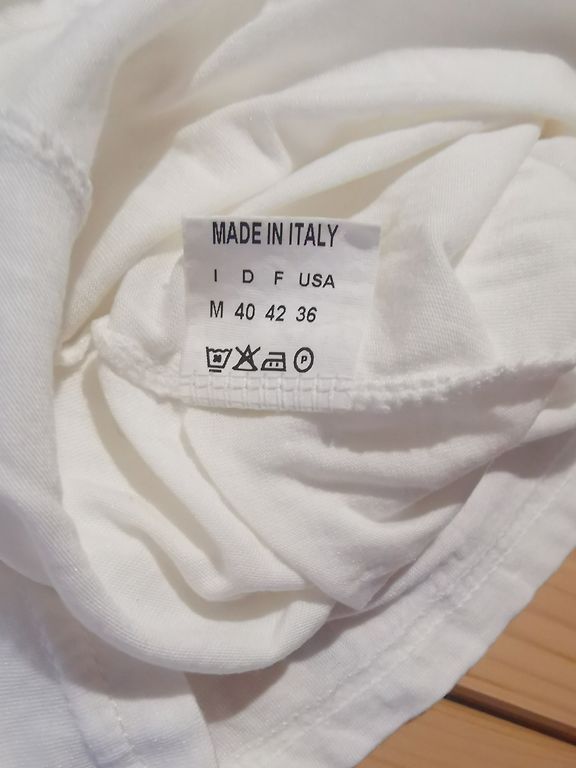 MADE IN ITALY
I D F USA
M 40 42 36
P